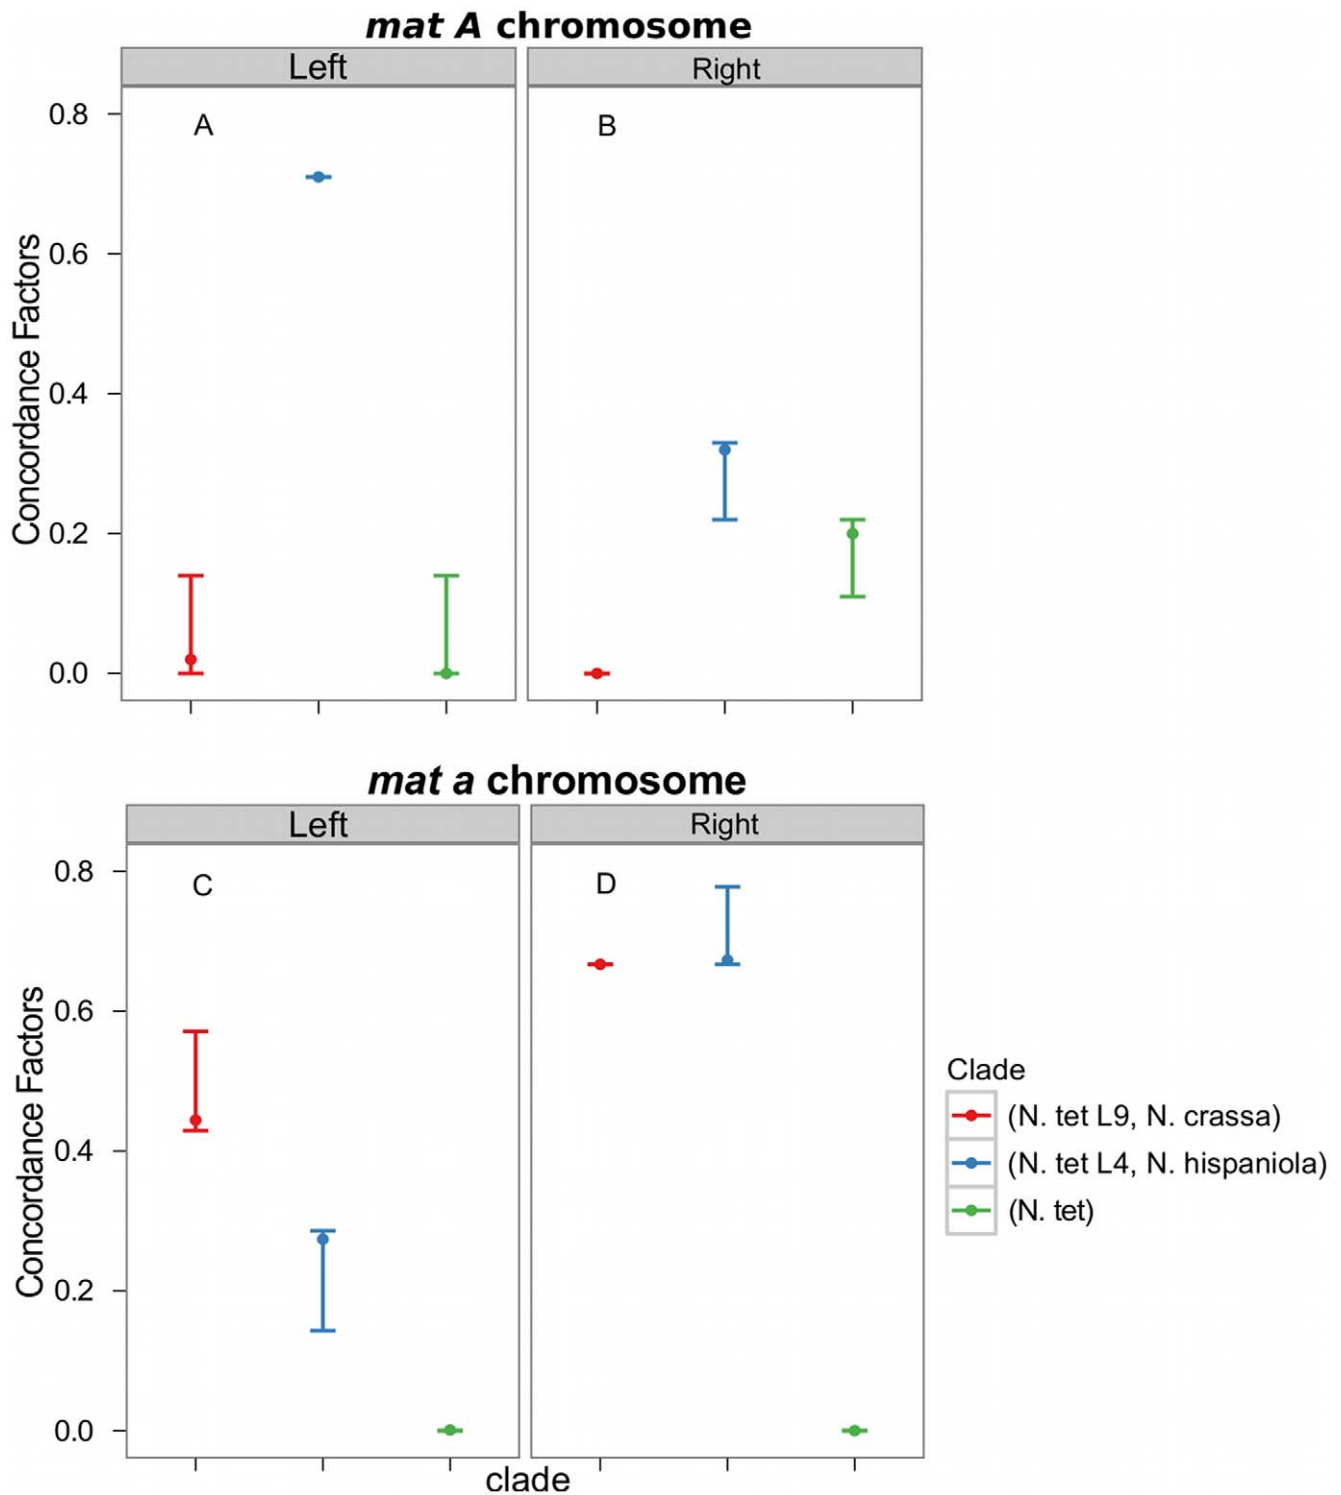 mat A chromosome
Left
Right
A
B
0.8
0.6
0.4
0.2
0.0
Concordance Factors
mat a chromosome
Left
Right
C
D
0.8
0.6
0.4
0.2
0.0
Concordance Factors
clade
Clade
(N. tet L9, N. crassa)
(N. tet L4, N. hispaniola)
(N. tet)